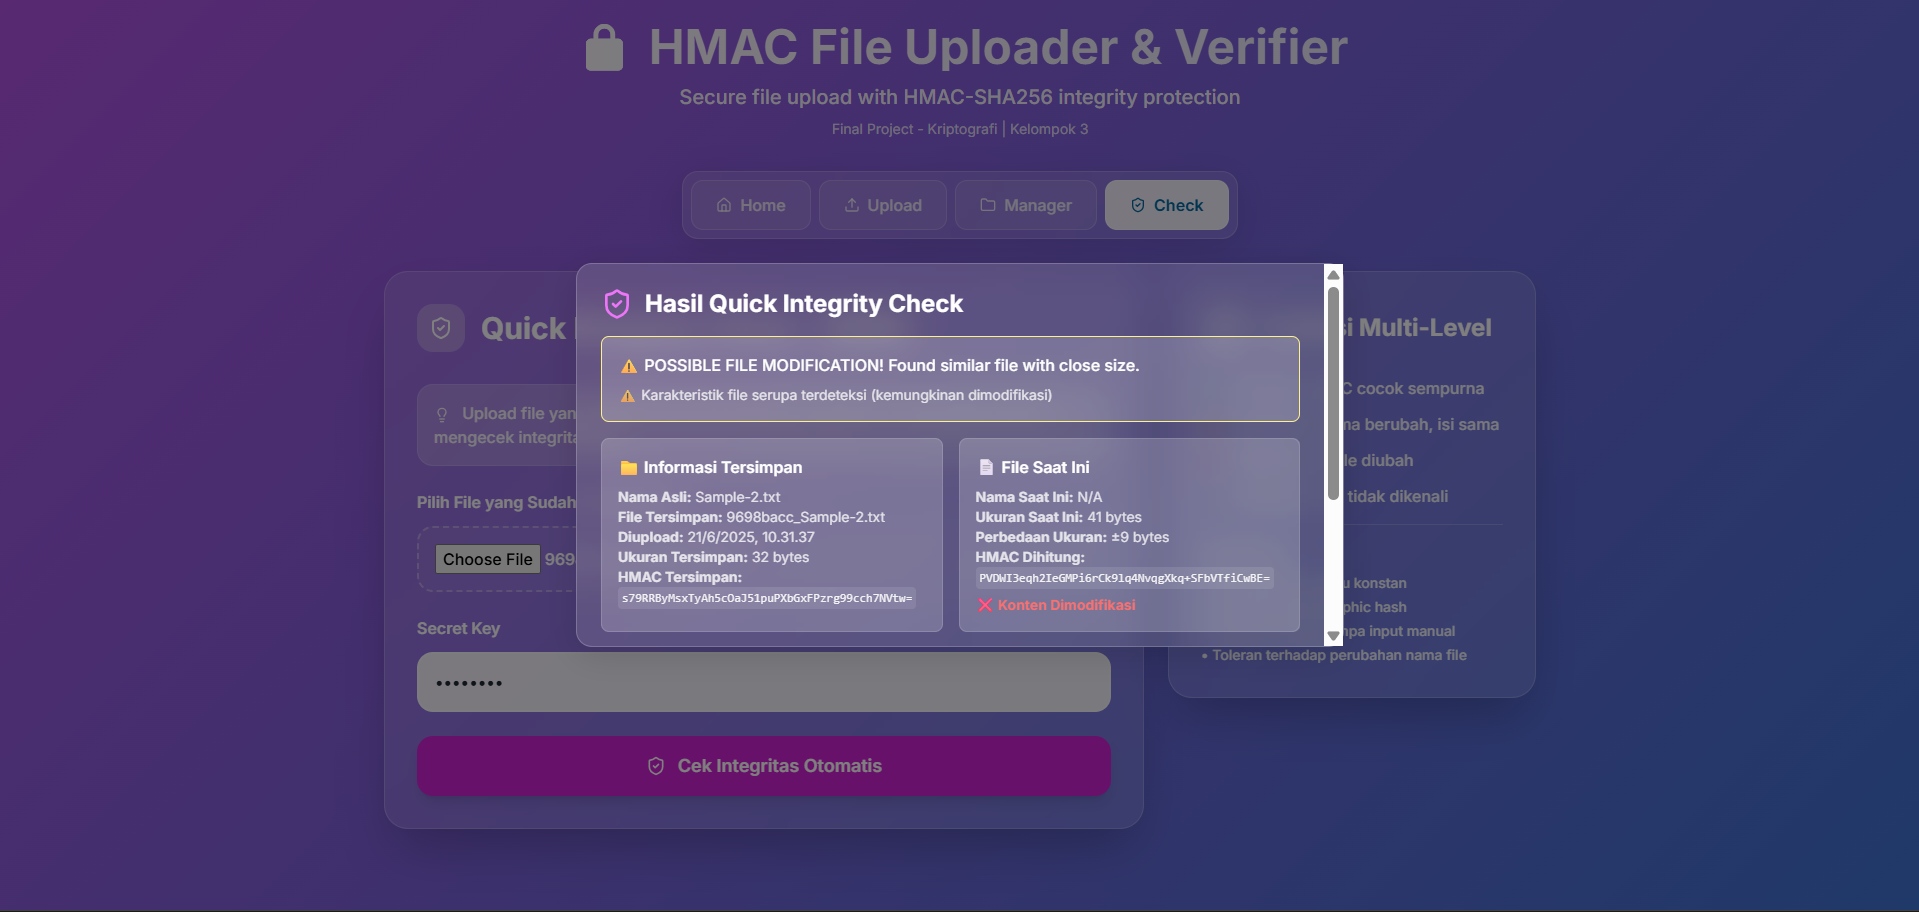 HMAC File Uploader & Verifier
Secure file upload with HMAC-SHA256 integrity protection
Final Project - Kriptografi | Kelompok 3
Home
Upload
Manager
Check
Quick
Upload file yan
mengecek integrita
Pilih File yang Sudah
Choose File 969
Secret Key
••••••••
Cek Integritas Otomatis
Hasil Quick Integrity Check
POSSIBLE FILE MODIFICATION! Found similar file with close size.
Karakteristik file serupa terdeteksi (kemungkinan dimodifikasi)
Informasi Tersimpan
Nama Asli: Sample-2.txt
File Tersimpan: 9698bacc_Sample-2.txt
Diupload: 21/6/2025, 10.31.37
Ukuran Tersimpan: 32 bytes
HMAC Tersimpan:
s79RRByMsxTyAh5cOaJ51puPXbGxFPzrg99cch7NVtw=
File Saat Ini
Nama Saat Ini: N/A
Ukuran Saat Ini: 41 bytes
Perbedaan Ukuran: ±9 bytes
HMAC Dihitung:
PVDWI3eqh2IeGMPi6rCk9lq4NvqgXkq+SFbVTfiCwBE=
Konten Dimodifikasi
si Multi-Level
C cocok sempurna
ma berubah, isi sama
le diubah
tidak dikenali
u konstan
phic hash
npa input manual
• Toleran terhadap perubahan nama file